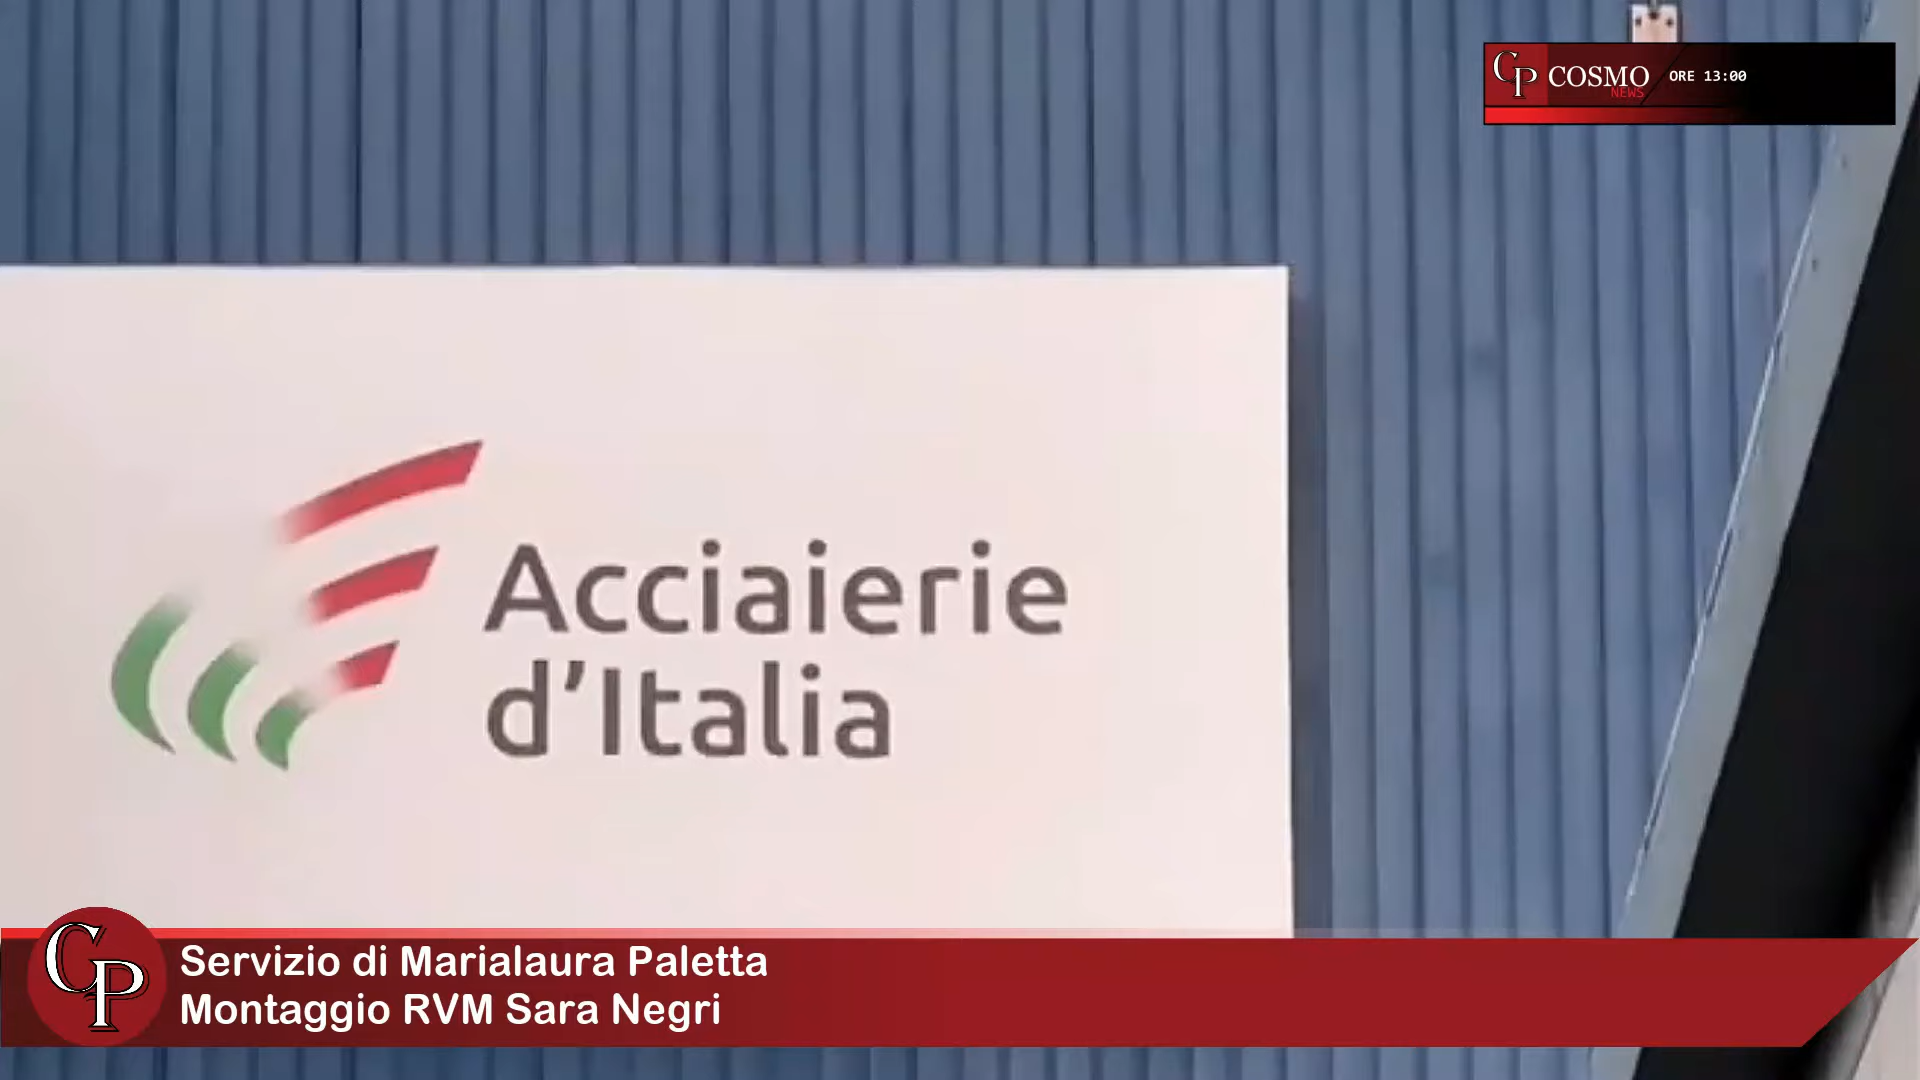 CP COSMO ORE 13:00
NEWS
Acciaierie
d'Italia
CP
Servizio di Marialaura Paletta
Montaggio RVM Sara Negri